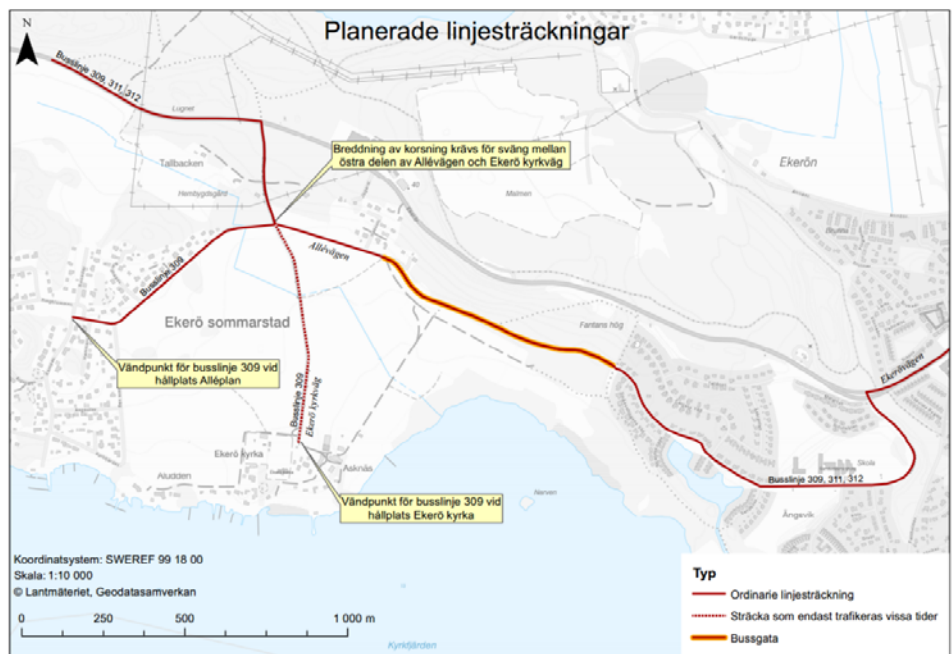 Planerade linjesträckningar
N
Busslinje 309, 311, 312
Lugnet
Tallbacken
Hembygdsgård
Breddning av korsning krävs för sväng mellan
östra delen av Allévägen och Ekerö kyrkväg
40
Malmen
Ekerön
Allévägen
Busslinje 309
Ekerö sommarstad
Fantans hög
Ekerövägen
Vändpunkt för busslinje 309 vid
hållplats Alléplan
Busslinje 309
Ekerö kyrkväg
Ekerö kyrka
Asknäs
Aludden
Skola
Busslinje 309, 311, 312
Ängsvik
Nerven
Vändpunkt för busslinje 309 vid
hållplats Ekerö kyrka
Koordinatsystem: SWEREF 99 18 00
Skala: 1:10 000
© Lantmäteriet, Geodatasamverkan
0 250 500 1 000 m
Kyrkfjärden
Typ
Ordinarie linjesträckning
Sträcka som endast trafikeras vissa tider
Bussgata